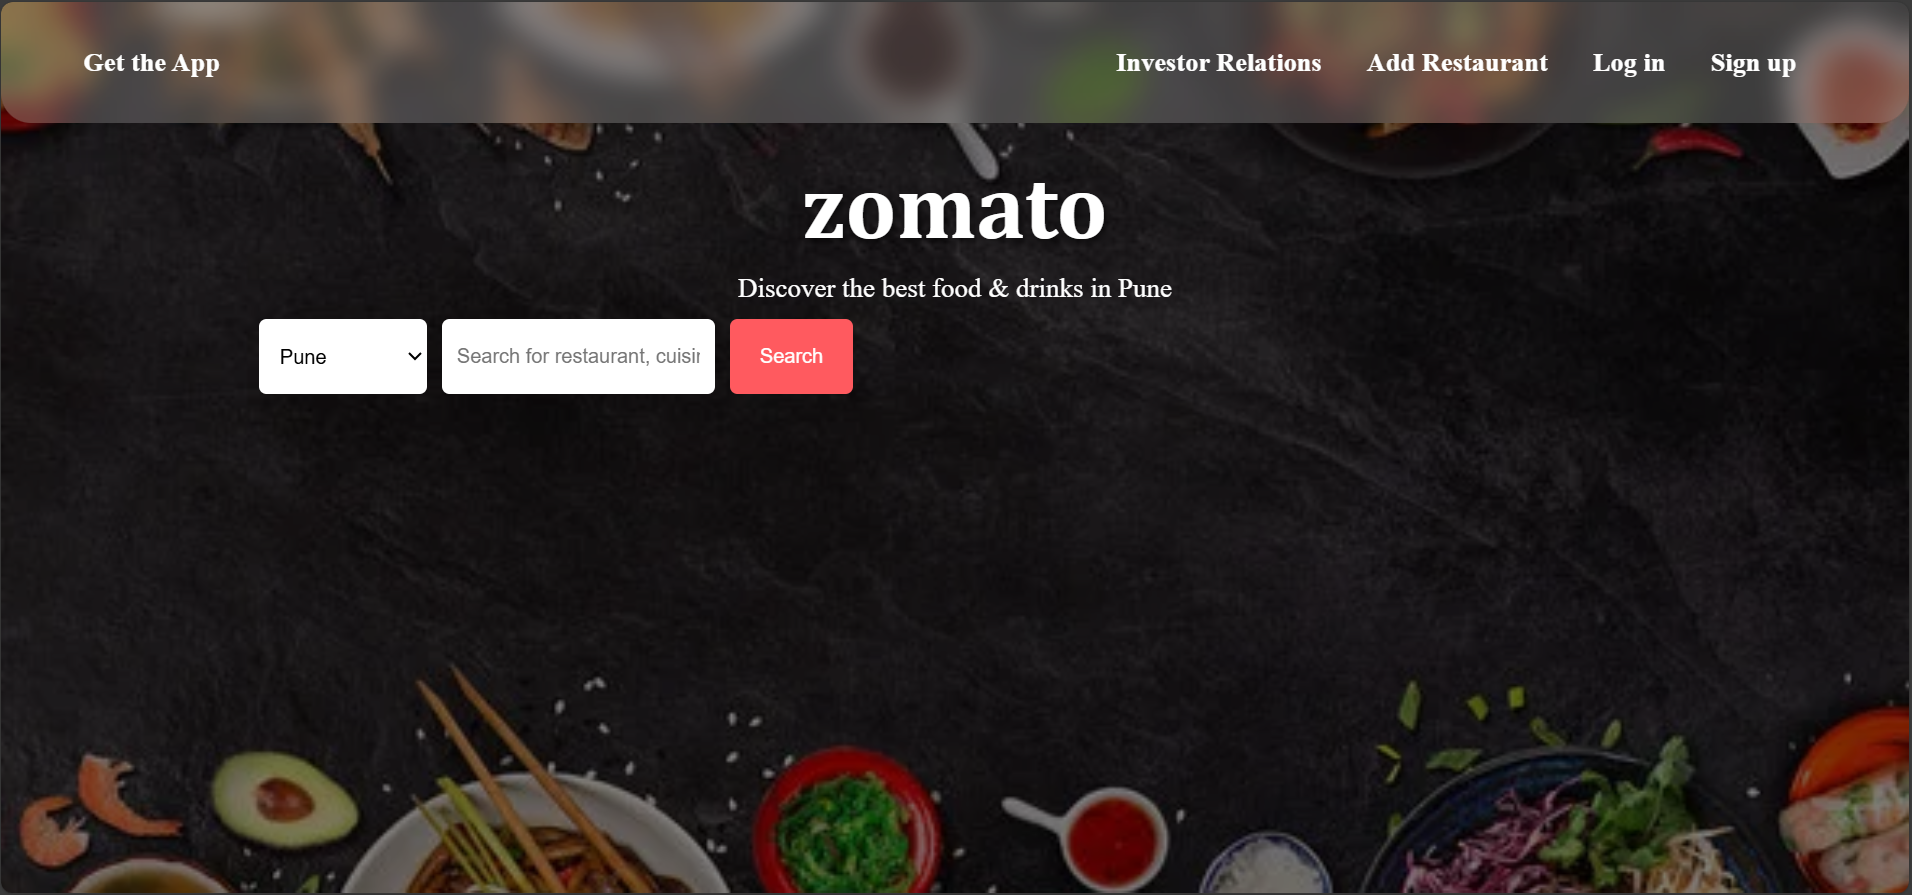 Get the App
Investor Relations
Add Restaurant
Log in
Sign up
zomato
Discover the best food & drinks in Pune
Pune
Search for restaurant, cuisin
Search